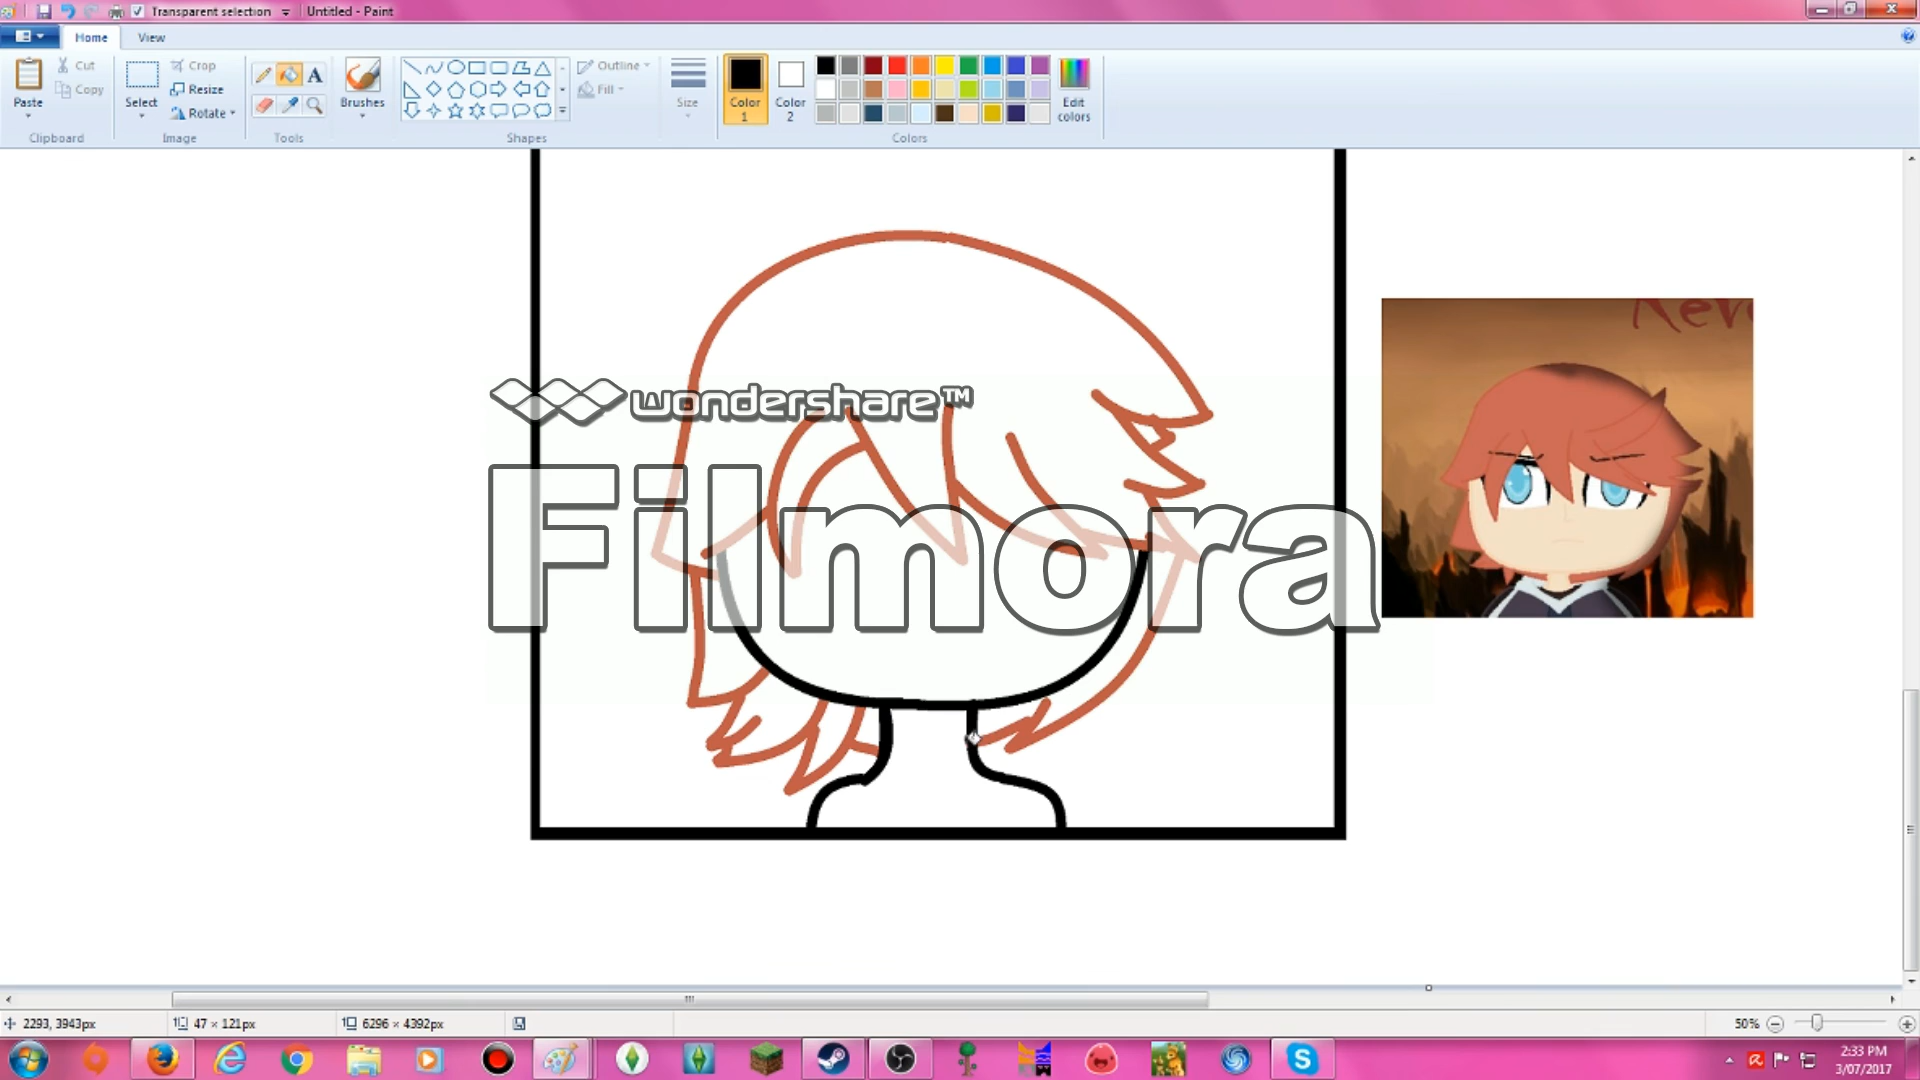 Transparent selection
Untitled - Paint
Home
View
Paste
Cut
Copy
Clipboard
Select
Crop
Resize
Rotate
Image
A
Tools
Brushes
Shapes
Outline
Fill
Size
Color
1
Color
2
Edit
colors
Colors
wondershare™
Filmora
2293, 3943px
47 × 121px
6296 × 4392px
50%
2:33 PM
3/07/2017